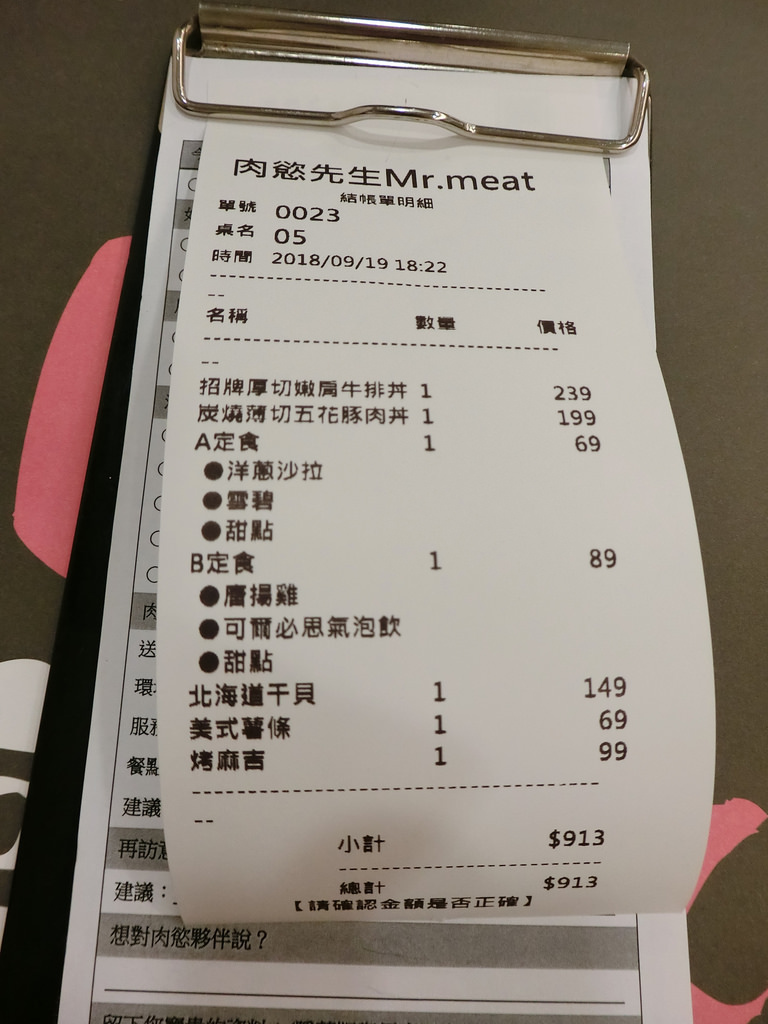 肉慾先生Mr.meat
結帳單明細
單號 0023
桌名 05
時間 2018/09/19 18:22
--------------------------------
--
名稱 數量 價格
--------------------------------
--
招牌厚切嫩肩牛排丼 1 239
炭燒薄切五花豚肉丼 1 199
A定食 1 69
●洋蔥沙拉
●雪碧
●甜點
B定食 1 89
●唐揚雞
●可爾必思氣泡飲
●甜點
北海道干貝 1 149
美式薯條 1 69
烤麻吉 1 99
--------------------------------
--
小計 $913
--------------------------------
總計 $913
【請確認金額是否正確】
肉
送
環
服務
餐點
建議
再訪意
建議：
想對肉慾夥伴說？